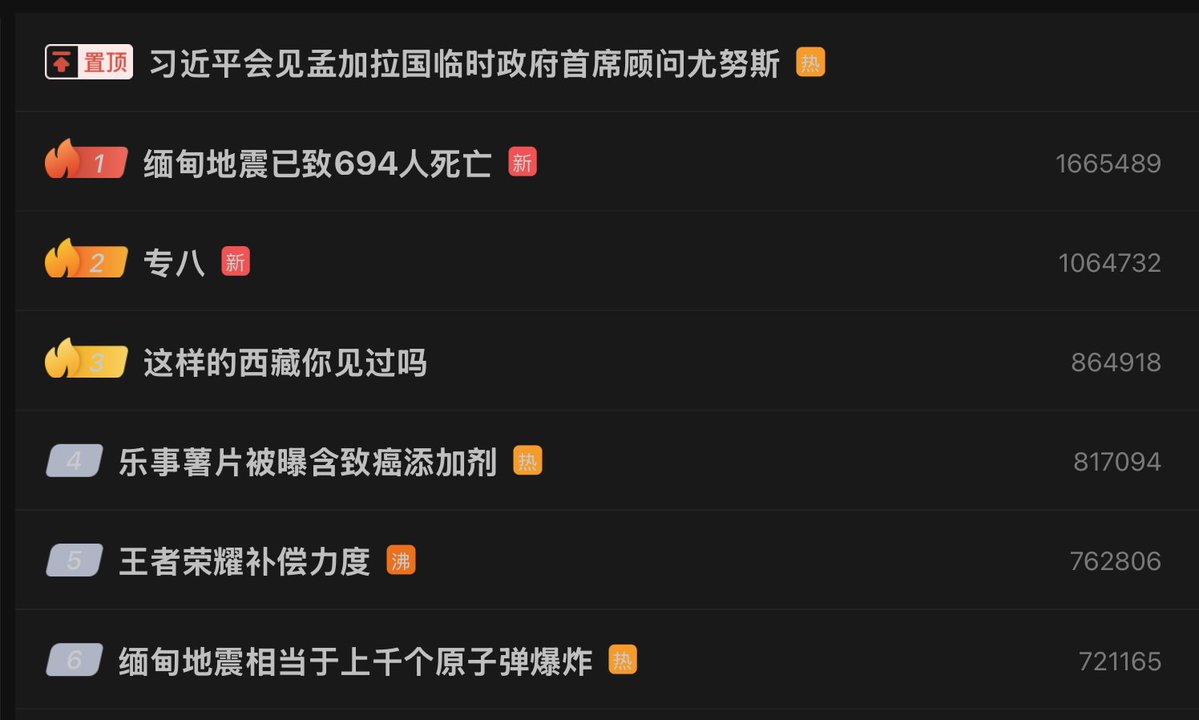 置顶 习近平会见孟加拉国临时政府首席顾问尤努斯 热
1 缅甸地震已致694人死亡 新 1665489
2 专八 新 1064732
3 这样的西藏你见过吗 864918
4 乐事薯片被曝含致癌添加剂 热 817094
5 王者荣耀补偿力度 沸 762806
6 缅甸地震相当于上千个原子弹爆炸 热 721165